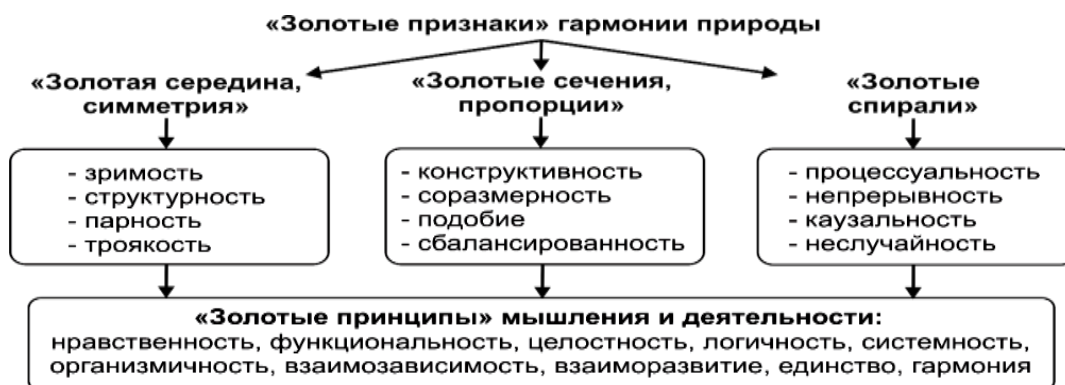 «Золотые признаки» гармонии природы
«Золотая середина,
симметрия»
«Золотые сечения,
пропорции»
«Золотые
спирали»
- зримость
- структурность
- парность
- троякость
- конструктивность
- соразмерность
- подобие
- сбалансированность
- процессуальность
- непрерывность
- каузальность
- неслучайность
«Золотые принципы» мышления и деятельности:
нравственность, функциональность, целостность, логичность, системность,
организмичность, взаимозависимость, взаиморазвитие, единство, гармония